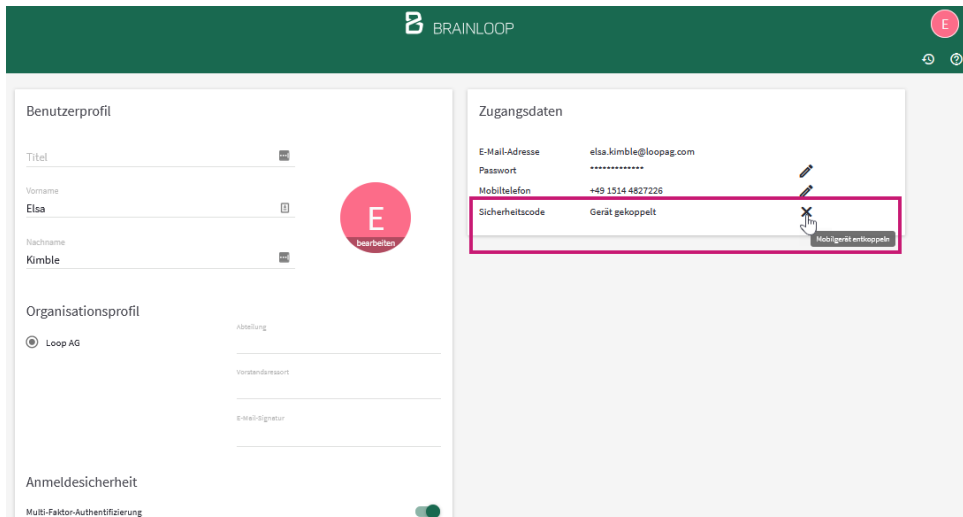 BRAINLOOP
E
Benutzerprofil
Titel
Vorname
Elsa
Nachname
Kimble
E
bearbeiten
Organisationsprofil
Loop AG
Abteilung
Vorstandsressort
E-Mail-Signatur
Anmeldesicherheit
Multi-Faktor-Authentifizierung
Zugangsdaten
E-Mail-Adresse elsa.kimble@loopag.com
Passwort *************
Mobiltelefon +49 1514 4827226
Sicherheitscode Gerät gekoppelt
Mobilgerät entkoppeln